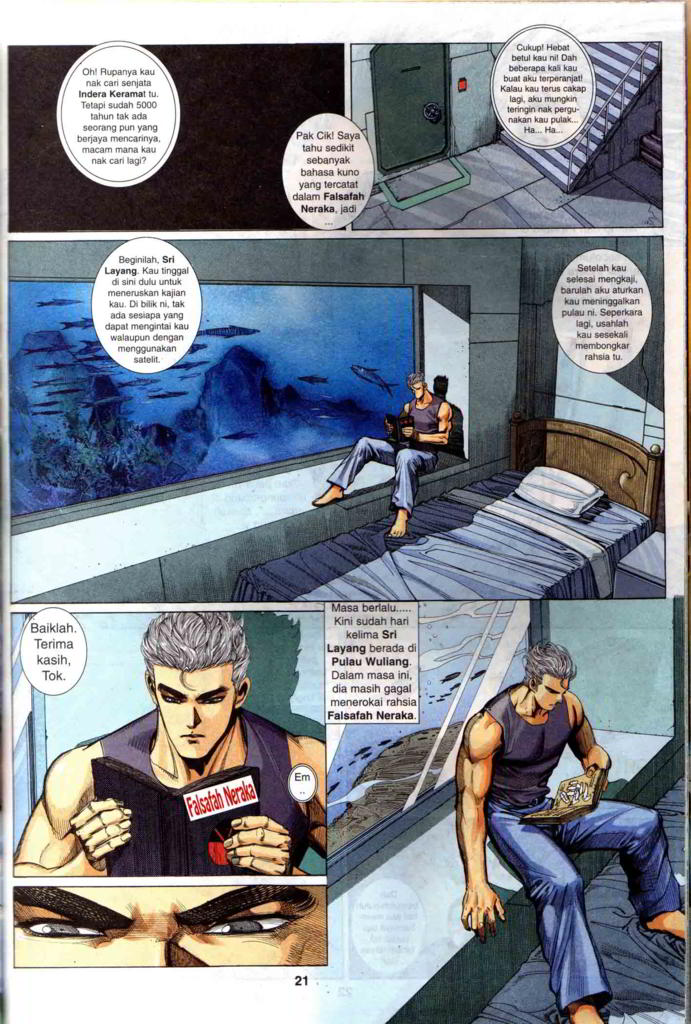 Oh! Rupanya kau
nak cari senjata
Indera Keramat tu.
Tetapi sudah 5000
tahun tak ada
seorang pun yang
berjaya mencarinya,
macam mana kau
nak cari lagi?
Pak Cik! Saya
tahu sedikit
sebanyak
bahasa kuno
yang tercatat
dalam Falsafah
Neraka, jadi
...
Cukup! Hebat
betul kau ni! Dah
beberapa kali kau
buat aku terperanjat!
Kalau kau terus cakap
lagi, aku mungkin
teringin nak pergu-
nakan kau pulak...
Ha... Ha...
Beginilah, Sri
Layang. Kau tinggal
di sini dulu untuk
meneruskan kajian
kau. Di bilik ni, tak
ada sesiapa yang
dapat mengintai kau
walaupun dengan
menggunakan
satelit.
Setelah kau
selesai mengkaji,
barulah aku aturkan
kau meninggalkan
pulau ni. Seperkara
lagi, usahlah
kau sesekali
membongkar
rahsia tu.
Baiklah.
Terima
kasih,
Tok.
Falsafah Neraka
Em
..
Masa berlalu.....
Kini sudah hari
kelima Sri
Layang berada di
Pulau Wuliang.
Dalam masa ini,
dia masih gagal
menerokai rahsia
Falsafah Neraka.
21